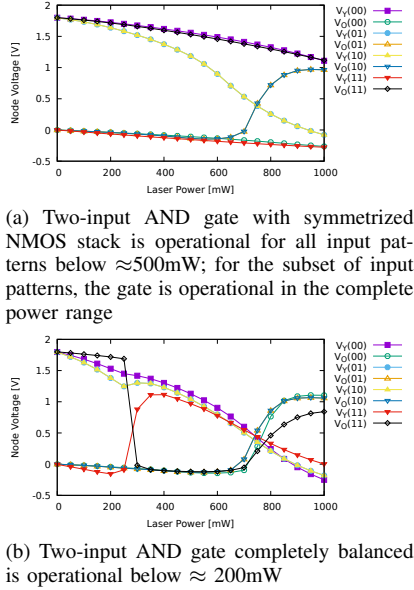 2
1.5
1
0.5
0
-0.5
Node Voltage [V]
0 200 400 600 800 1000
Laser Power [mW]
VY(00)
VO(00)
VY(01)
VO(01)
VY(10)
VO(10)
VY(11)
VO(11)
(a) Two-input AND gate with symmetrized
NMOS stack is operational for all input pat-
terns below ≈500mW; for the subset of input
patterns, the gate is operational in the complete
power range
2
1.5
1
0.5
0
-0.5
Node Voltage [V]
0 200 400 600 800 1000
Laser Power [mW]
VY(00)
VO(00)
VY(01)
VO(01)
VY(10)
VO(10)
VY(11)
VO(11)
(b) Two-input AND gate completely balanced
is operational below ≈ 200mW